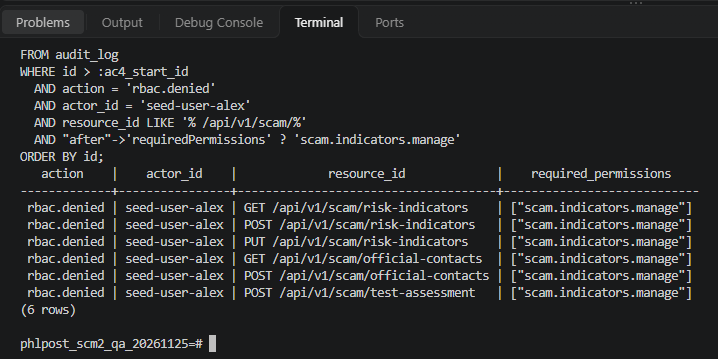 Problems Output Debug Console Terminal Ports
FROM audit_log
WHERE id > :ac4_start_id
  AND action = 'rbac.denied'
  AND actor_id = 'seed-user-alex'
  AND resource_id LIKE '% /api/v1/scam/%'
  AND "after"->'requiredPermissions' ? 'scam.indicators.manage'
ORDER BY id;
   action    |    actor_id    |            resource_id            |    required_permissions
-------------+----------------+-----------------------------------+----------------------------
 rbac.denied | seed-user-alex | GET /api/v1/scam/risk-indicators    | ["scam.indicators.manage"]
 rbac.denied | seed-user-alex | POST /api/v1/scam/risk-indicators   | ["scam.indicators.manage"]
 rbac.denied | seed-user-alex | PUT /api/v1/scam/risk-indicators    | ["scam.indicators.manage"]
 rbac.denied | seed-user-alex | GET /api/v1/scam/official-contacts  | ["scam.indicators.manage"]
 rbac.denied | seed-user-alex | POST /api/v1/scam/official-contacts | ["scam.indicators.manage"]
 rbac.denied | seed-user-alex | POST /api/v1/scam/test-assessment   | ["scam.indicators.manage"]
(6 rows)
phlpost_scm2_qa_20261125=#